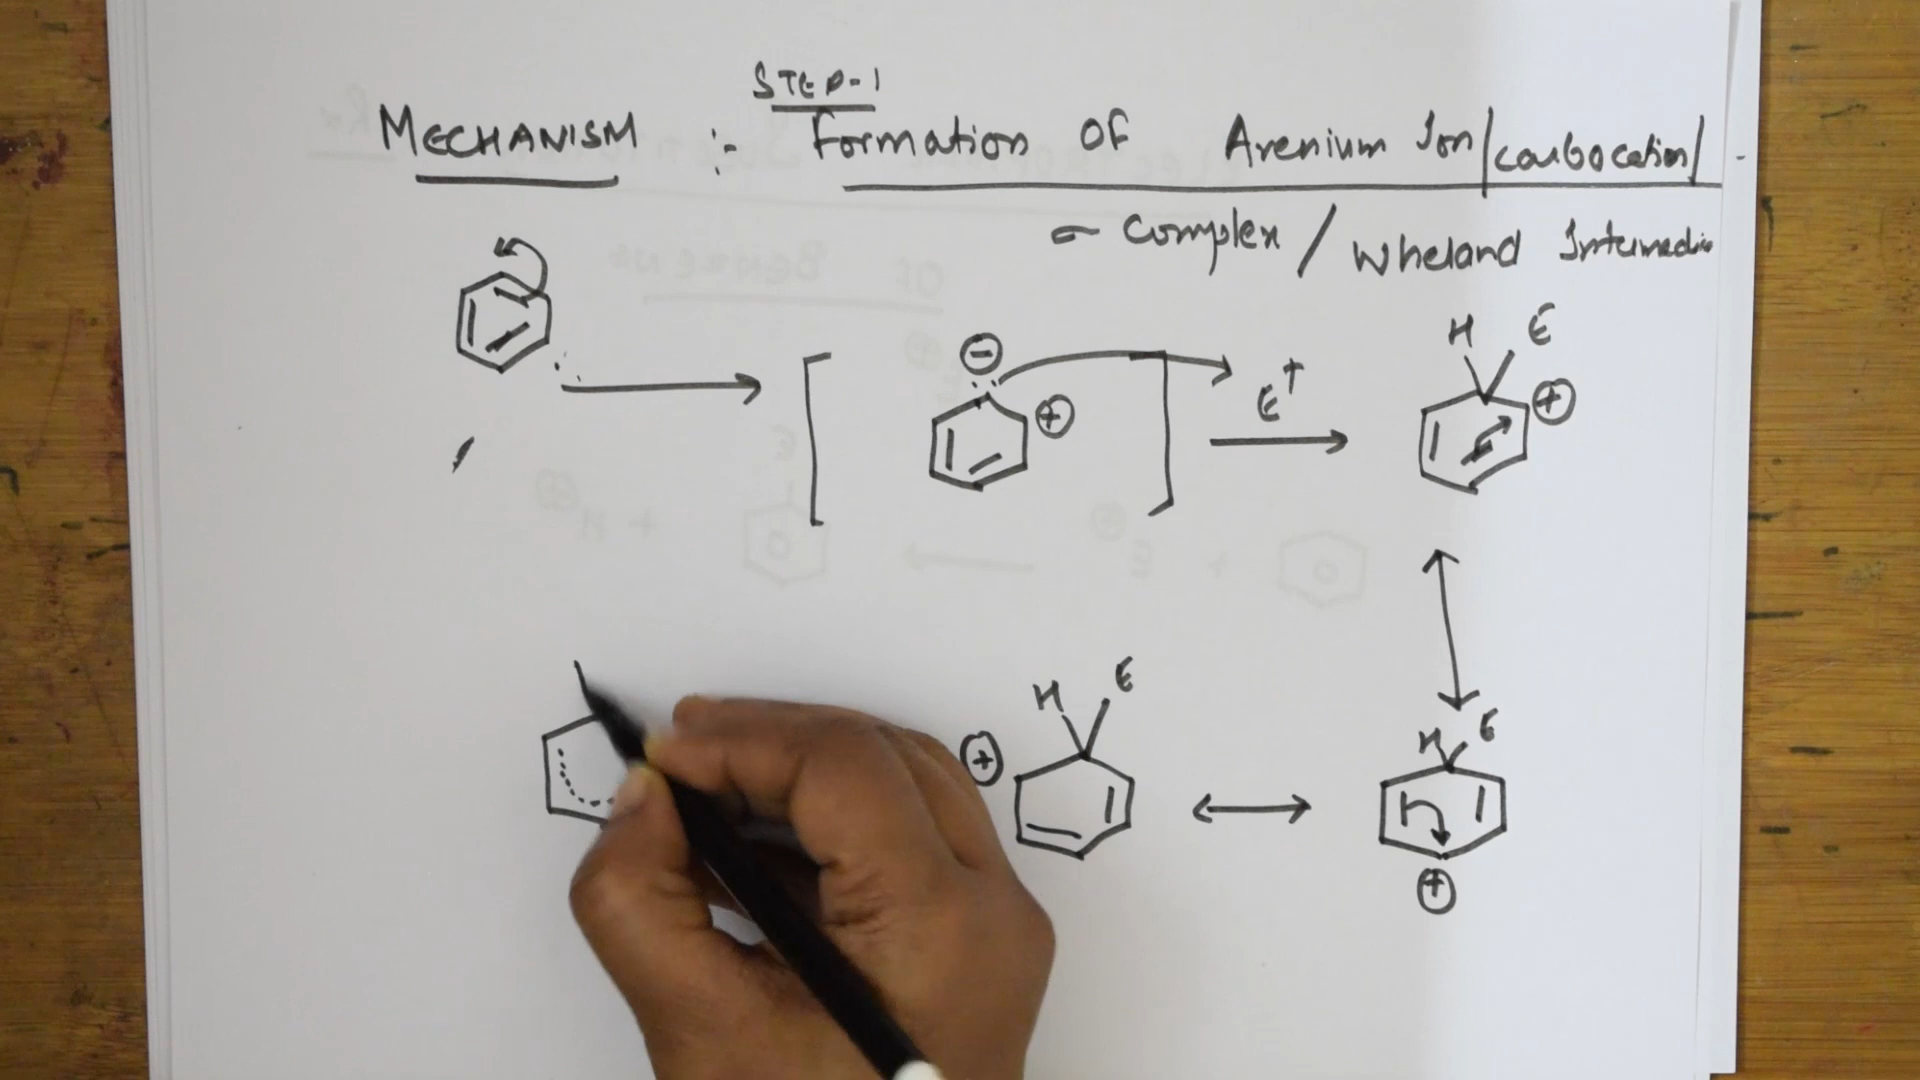 STEP-1
MECHANISM :- Formation OF Arenium Ion/carbocation/
σ- Complex / Wheland Intermedia
H E
⊖
⊕ E+ ⊕
H E
H E
⊕
⊕